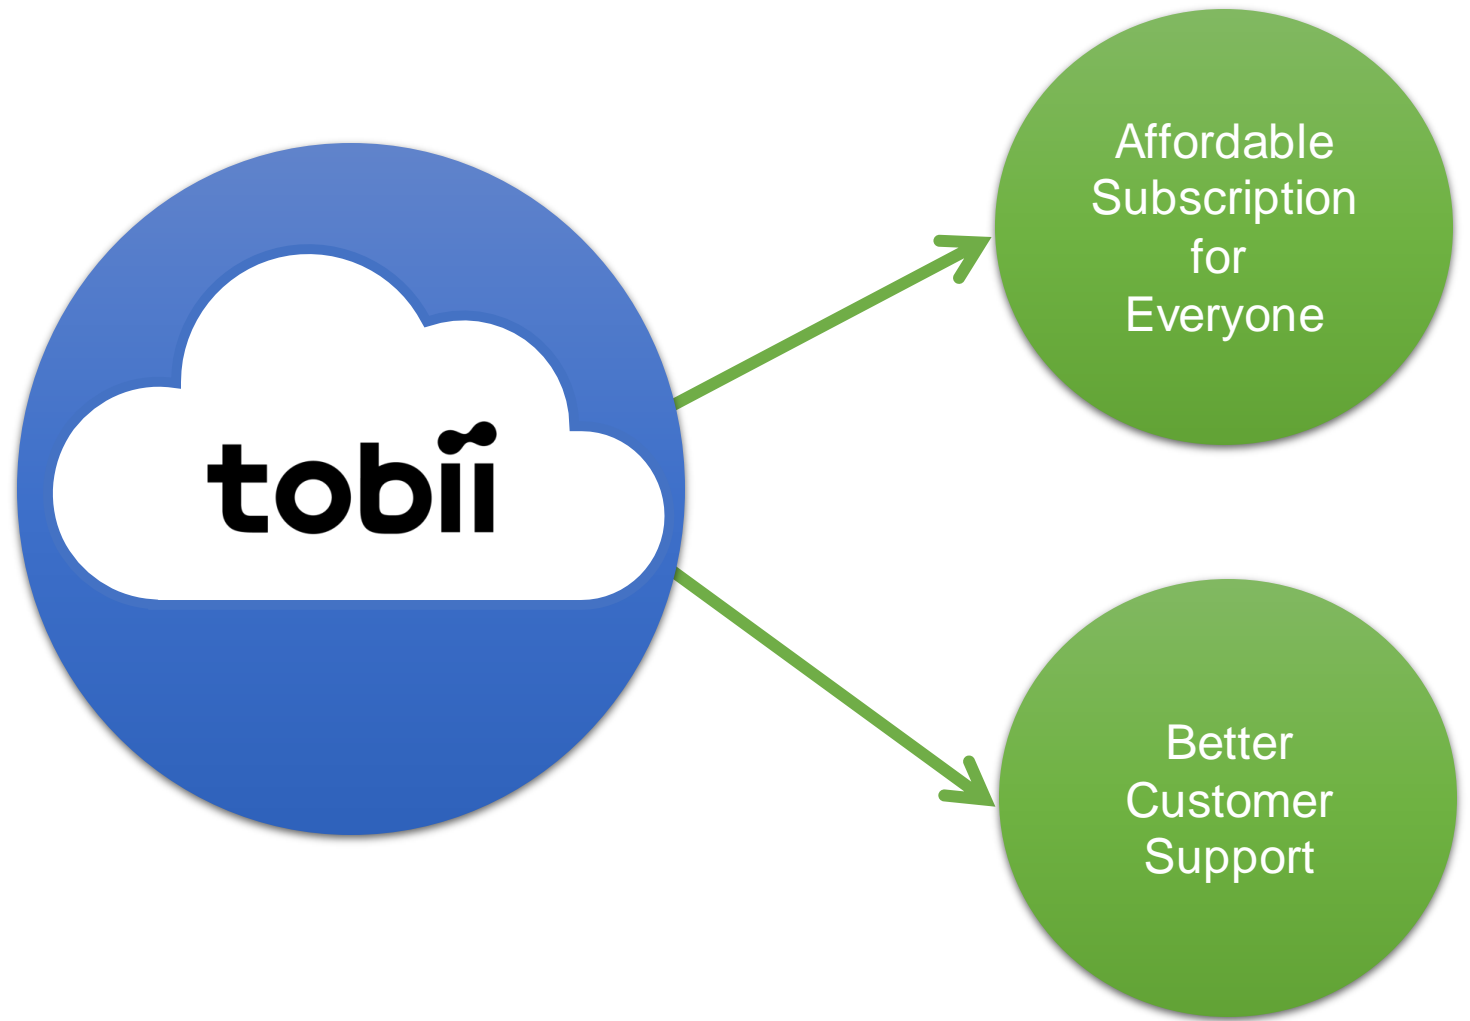 tobii
Affordable
Subscription
for
Everyone
Better
Customer
Support